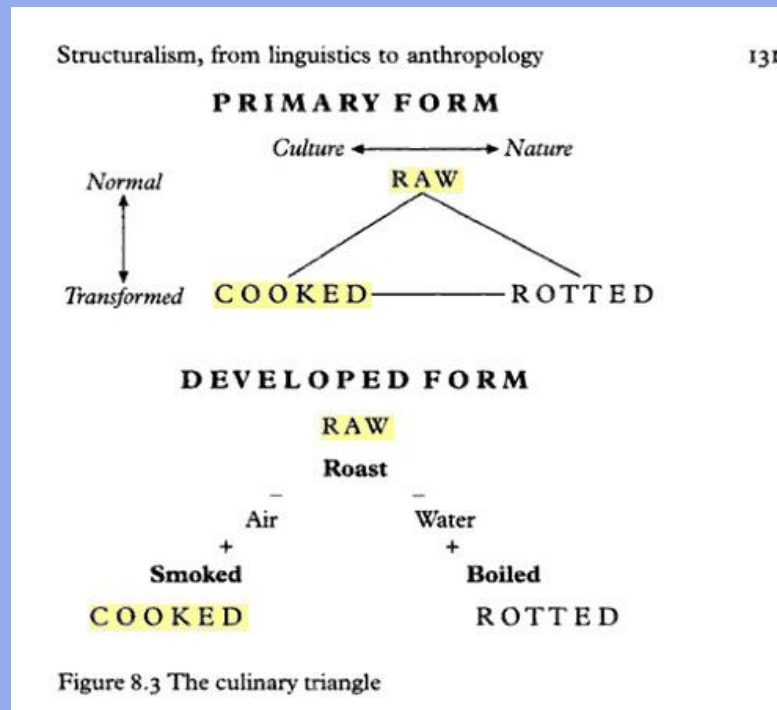 Structuralism, from linguistics to anthropology 131
PRIMARY FORM
Culture Nature
Normal RAW
Transformed COOKED ROTTED
DEVELOPED FORM
RAW
Roast
– –
Air Water
+ +
Smoked Boiled
COOKED ROTTED
Figure 8.3 The culinary triangle